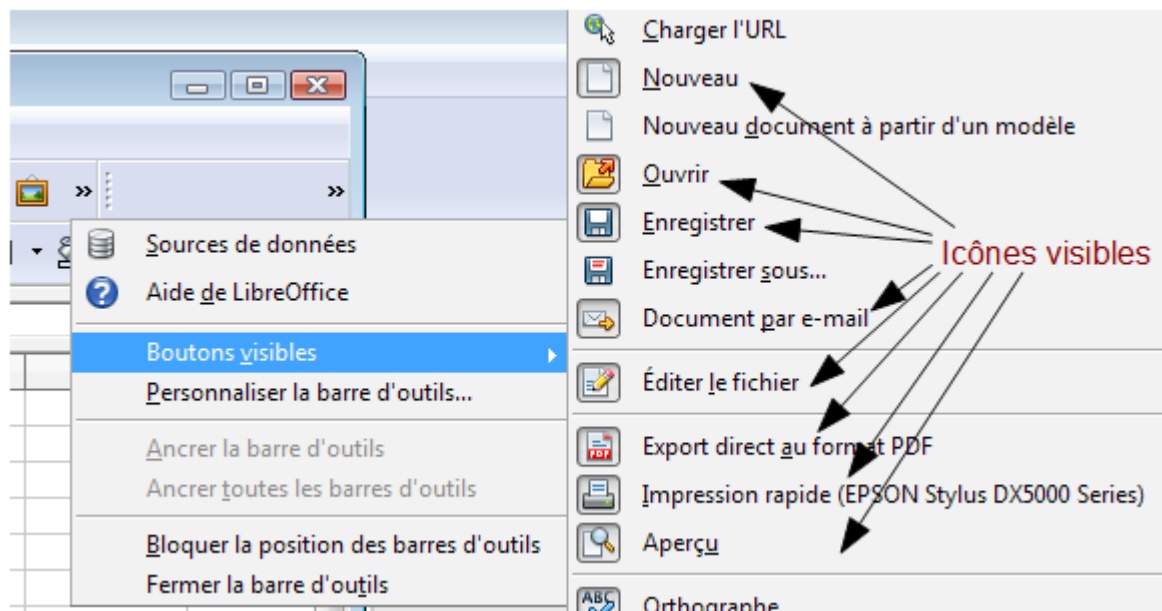 Charger l'URL
Nouveau
Nouveau document à partir d'un modèle
Ouvrir
Enregistrer
Icônes visibles
Enregistrer sous...
Document par e-mail
Éditer le fichier
Export direct au format PDF
Impression rapide (EPSON Stylus DX5000 Series)
Aperçu
ABC
Orthographe
Sources de données
Aide de LibreOffice
Boutons visibles
Personnaliser la barre d'outils...
Ancrer la barre d'outils
Ancrer toutes les barres d'outils
Bloquer la position des barres d'outils
Fermer la barre d'outils